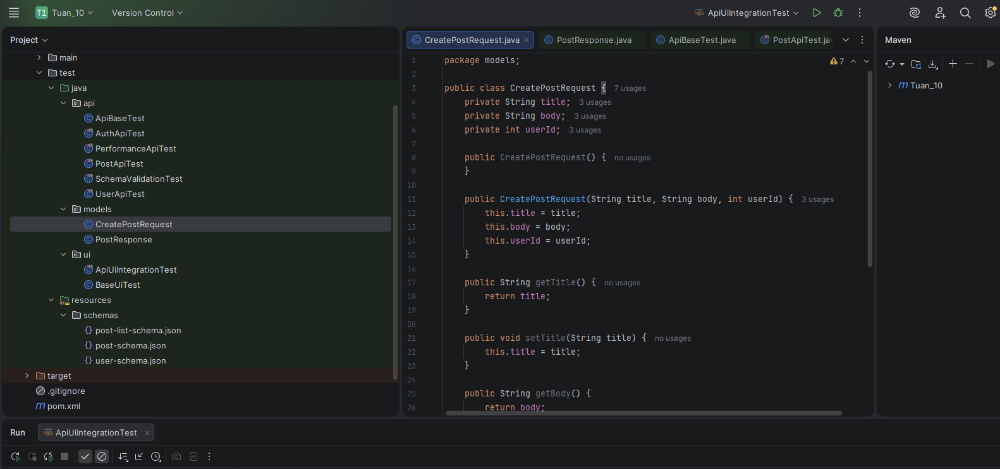 T1 Tuan_10 Version Control ApiUiIntegrationTest
Project
main
test
java
api
ApiBaseTest
AuthApiTest
PerformanceApiTest
PostApiTest
SchemaValidationTest
UserApiTest
models
CreatePostRequest
PostResponse
ui
ApiUiIntegrationTest
BaseUiTest
resources
schemas
post-list-schema.json
post-schema.json
user-schema.json
target
.gitignore
m pom.xml
CreatePostRequest.java PostResponse.java ApiBaseTest.java PostApiTest.jav
7
1 package models;
2
3 public class CreatePostRequest { 7 usages
4 private String title; 3 usages
5 private String body; 3 usages
6 private int userId; 3 usages
7
8 public CreatePostRequest() { no usages
9 }
10
11 public CreatePostRequest(String title, String body, int userId) { 3 usages
12 this.title = title;
13 this.body = body;
14 this.userId = userId;
15 }
16
17 public String getTitle() { no usages
18 return title;
19 }
20
21 public void setTitle(String title) { no usages
22 this.title = title;
23 }
24
25 public String getBody() {
26 return body;
Maven
m Tuan_10
Run ApiUiIntegrationTest